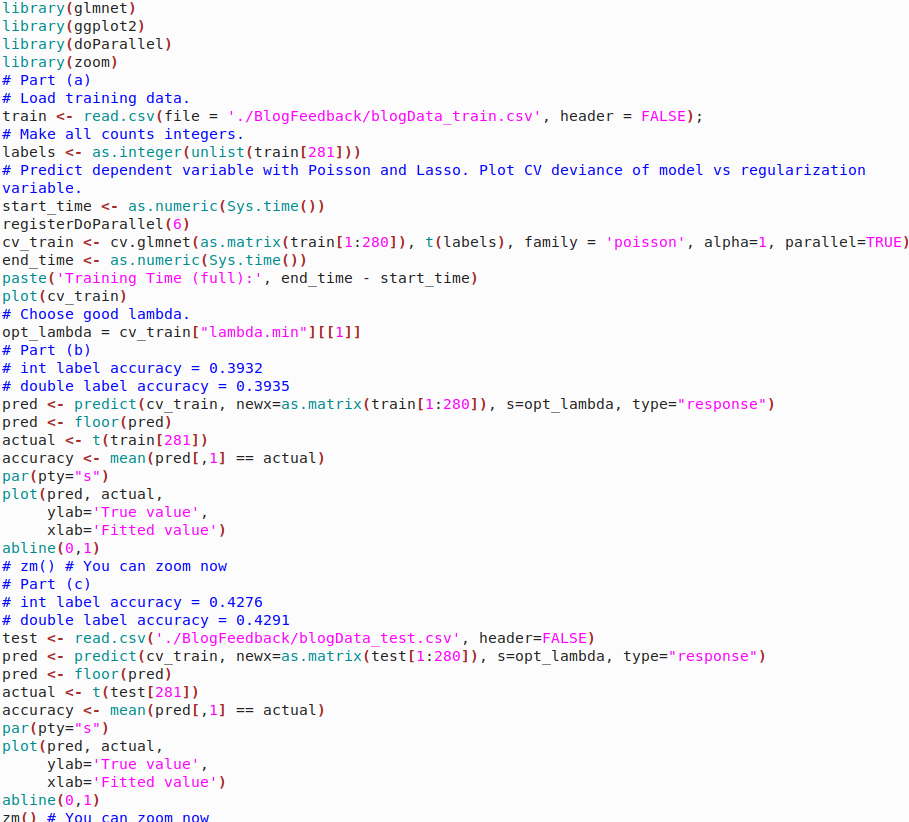 library(glmnet)
library(ggplot2)
library(doParallel)
library(zoom)
# Part (a)
# Load training data.
train <- read.csv(file = './BlogFeedback/blogData_train.csv', header = FALSE);
# Make all counts integers.
labels <- as.integer(unlist(train[281]))
# Predict dependent variable with Poisson and Lasso. Plot CV deviance of model vs regularization
variable.
start_time <- as.numeric(Sys.time())
registerDoParallel(6)
cv_train <- cv.glmnet(as.matrix(train[1:280]), t(labels), family = 'poisson', alpha=1, parallel=TRUE)
end_time <- as.numeric(Sys.time())
paste('Training Time (full):', end_time - start_time)
plot(cv_train)
# Choose good lambda.
opt_lambda = cv_train["lambda.min"][[1]]
# Part (b)
# int label accuracy = 0.3932
# double label accuracy = 0.3935
pred <- predict(cv_train, newx=as.matrix(train[1:280]), s=opt_lambda, type="response")
pred <- floor(pred)
actual <- t(train[281])
accuracy <- mean(pred[,1] == actual)
par(pty="s")
plot(pred, actual,
     ylab='True value',
     xlab='Fitted value')
abline(0,1)
# zm() # You can zoom now
# Part (c)
# int label accuracy = 0.4276
# double label accuracy = 0.4291
test <- read.csv('./BlogFeedback/blogData_test.csv', header=FALSE)
pred <- predict(cv_train, newx=as.matrix(test[1:280]), s=opt_lambda, type="response")
pred <- floor(pred)
actual <- t(test[281])
accuracy <- mean(pred[,1] == actual)
par(pty="s")
plot(pred, actual,
     ylab='True value',
     xlab='Fitted value')
abline(0,1)
zm() # You can zoom now